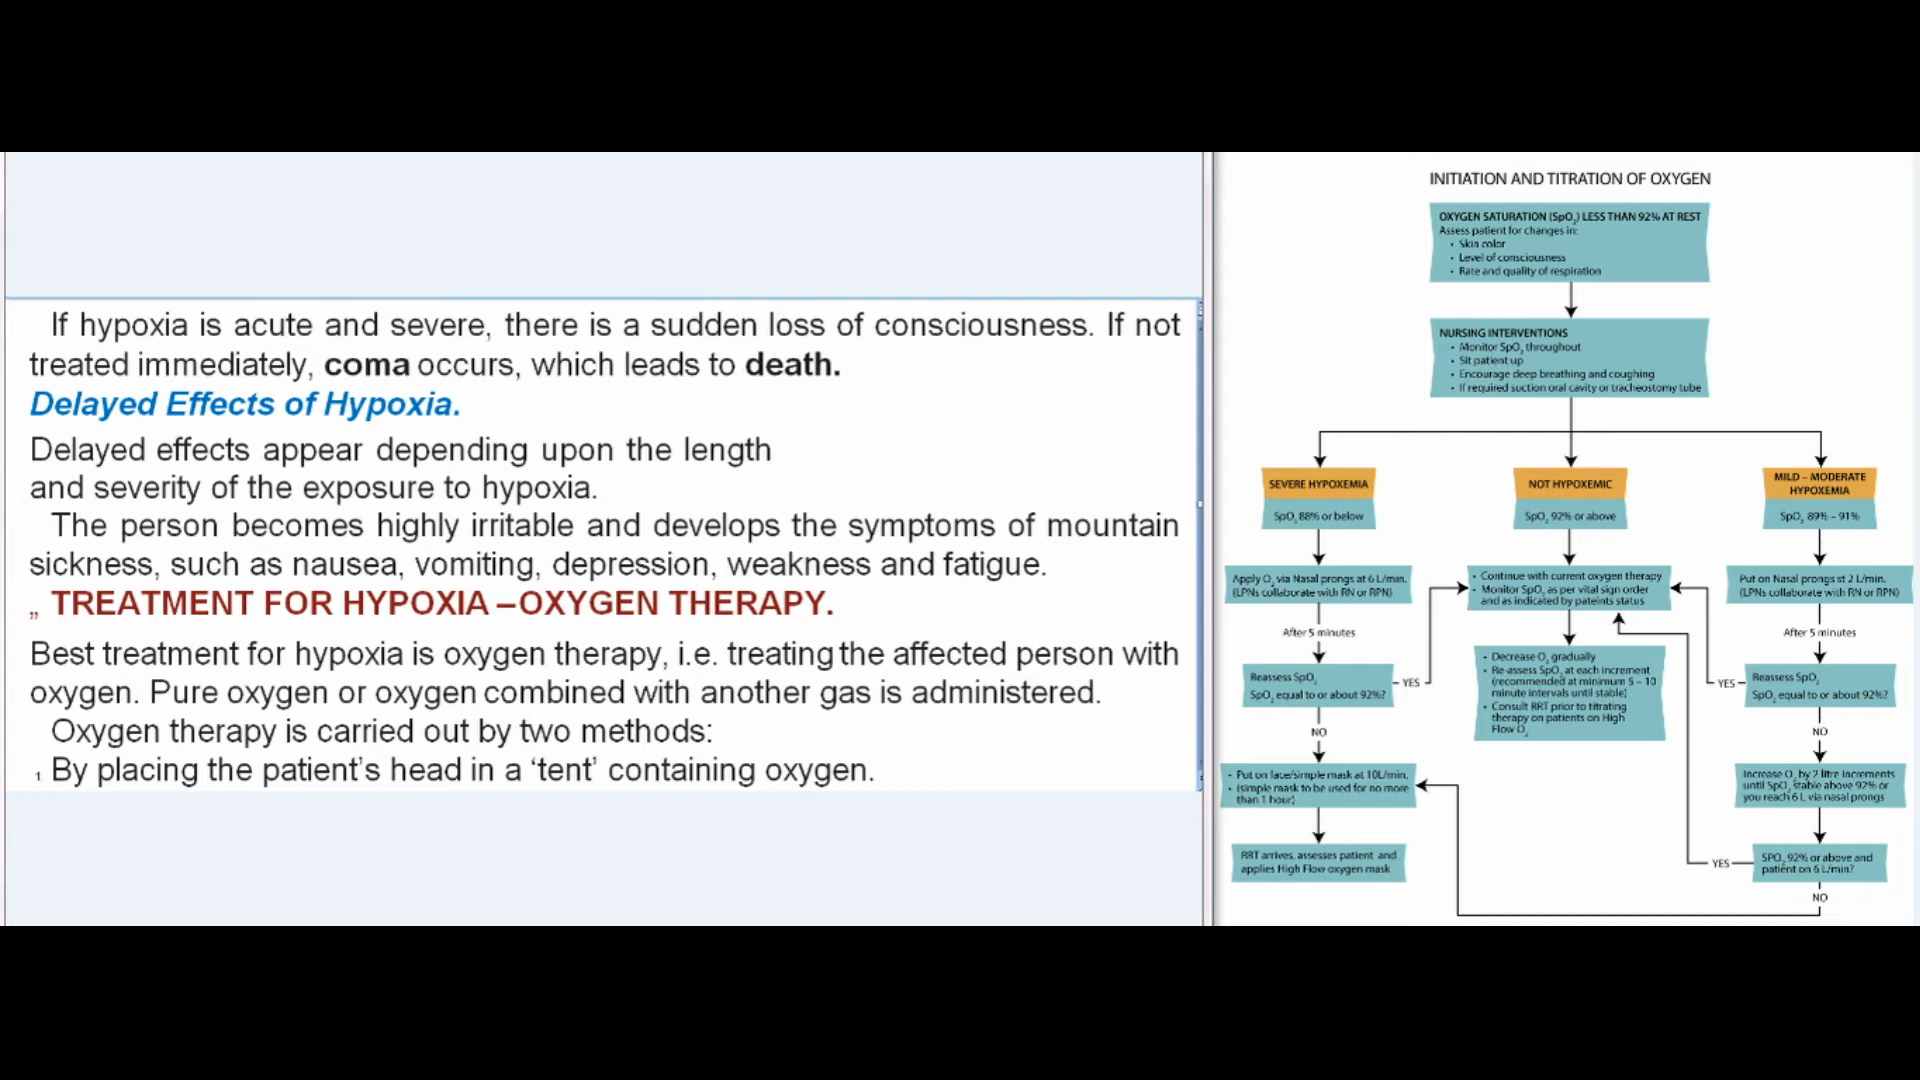 If hypoxia is acute and severe, there is a sudden loss of consciousness. If not
treated immediately, coma occurs, which leads to death.
Delayed Effects of Hypoxia.
Delayed effects appear depending upon the length
and severity of the exposure to hypoxia.
The person becomes highly irritable and develops the symptoms of mountain
sickness, such as nausea, vomiting, depression, weakness and fatigue.
„ TREATMENT FOR HYPOXIA –OXYGEN THERAPY.
Best treatment for hypoxia is oxygen therapy, i.e. treating the affected person with
oxygen. Pure oxygen or oxygen combined with another gas is administered.
Oxygen therapy is carried out by two methods:
1 By placing the patient’s head in a ‘tent’ containing oxygen.
INITIATION AND TITRATION OF OXYGEN
OXYGEN SATURATION (SpO₂) LESS THAN 92% AT REST
Assess patient for changes in:
• Skin color
• Level of consciousness
• Rate and quality of respiration
NURSING INTERVENTIONS
• Monitor SpO₂ throughout
• Sit patient up
• Encourage deep breathing and coughing
• If required suction oral cavity or tracheostomy tube
SEVERE HYPOXEMIA
SpO₂ 88% or below
Apply O₂ via Nasal prongs at 6 L/min.
(LPNs collaborate with RN or RPN)
After 5 minutes
Reassess SpO₂
SpO₂ equal to or about 92%?
YES
NO
• Put on face/simple mask at 10L/min.
• (simple mask to be used for no more
than 1 hour)
RRT arrives, assesses patient and
applies High Flow oxygen mask
NOT HYPOXEMIC
SpO₂ 92% or above
• Continue with current oxygen therapy
• Monitor SpO₂ as per vital sign order
and as indicated by pateints status
• Decrease O₂ gradually
• Re-assess SpO₂ at each increment
(recommended at minimum 5 – 10
minute intervals until stable)
• Consult RRT prior to titrating
therapy on patients on High
Flow O₂
MILD – MODERATE
HYPOXEMIA
SpO₂ 89% – 91%
Put on Nasal prongs st 2 L/min.
(LPNs collaborate with RN or RPN)
After 5 minutes
Reassess SpO₂
SpO₂ equal to or about 92%?
YES
NO
Increase O₂ by 2 litre increments
until SpO₂ stable above 92% or
you reach 6 L via nasal prongs
SPO₂ 92% or above and
patient on 6 L/min?
YES
NO